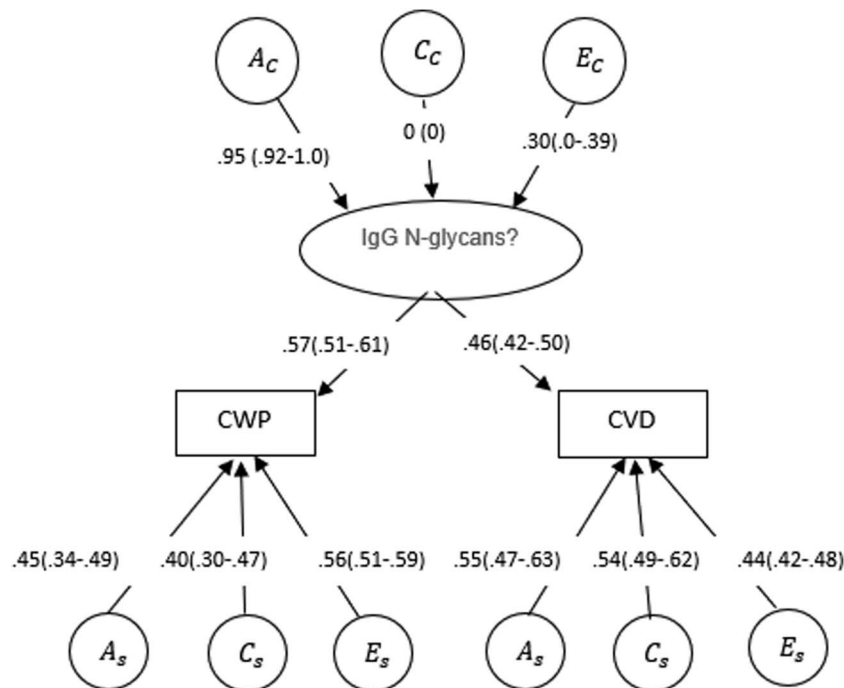 A_C C_C E_C
.95 (.92-1.0) 0 (0) .30(.0-.39)
IgG N-glycans?
.57(.51-.61) .46(.42-.50)
CWP CVD
.45(.34-.49) .40(.30-.47) .56(.51-.59) .55(.47-.63) .54(.49-.62) .44(.42-.48)
A_s C_s E_s A_s C_s E_s